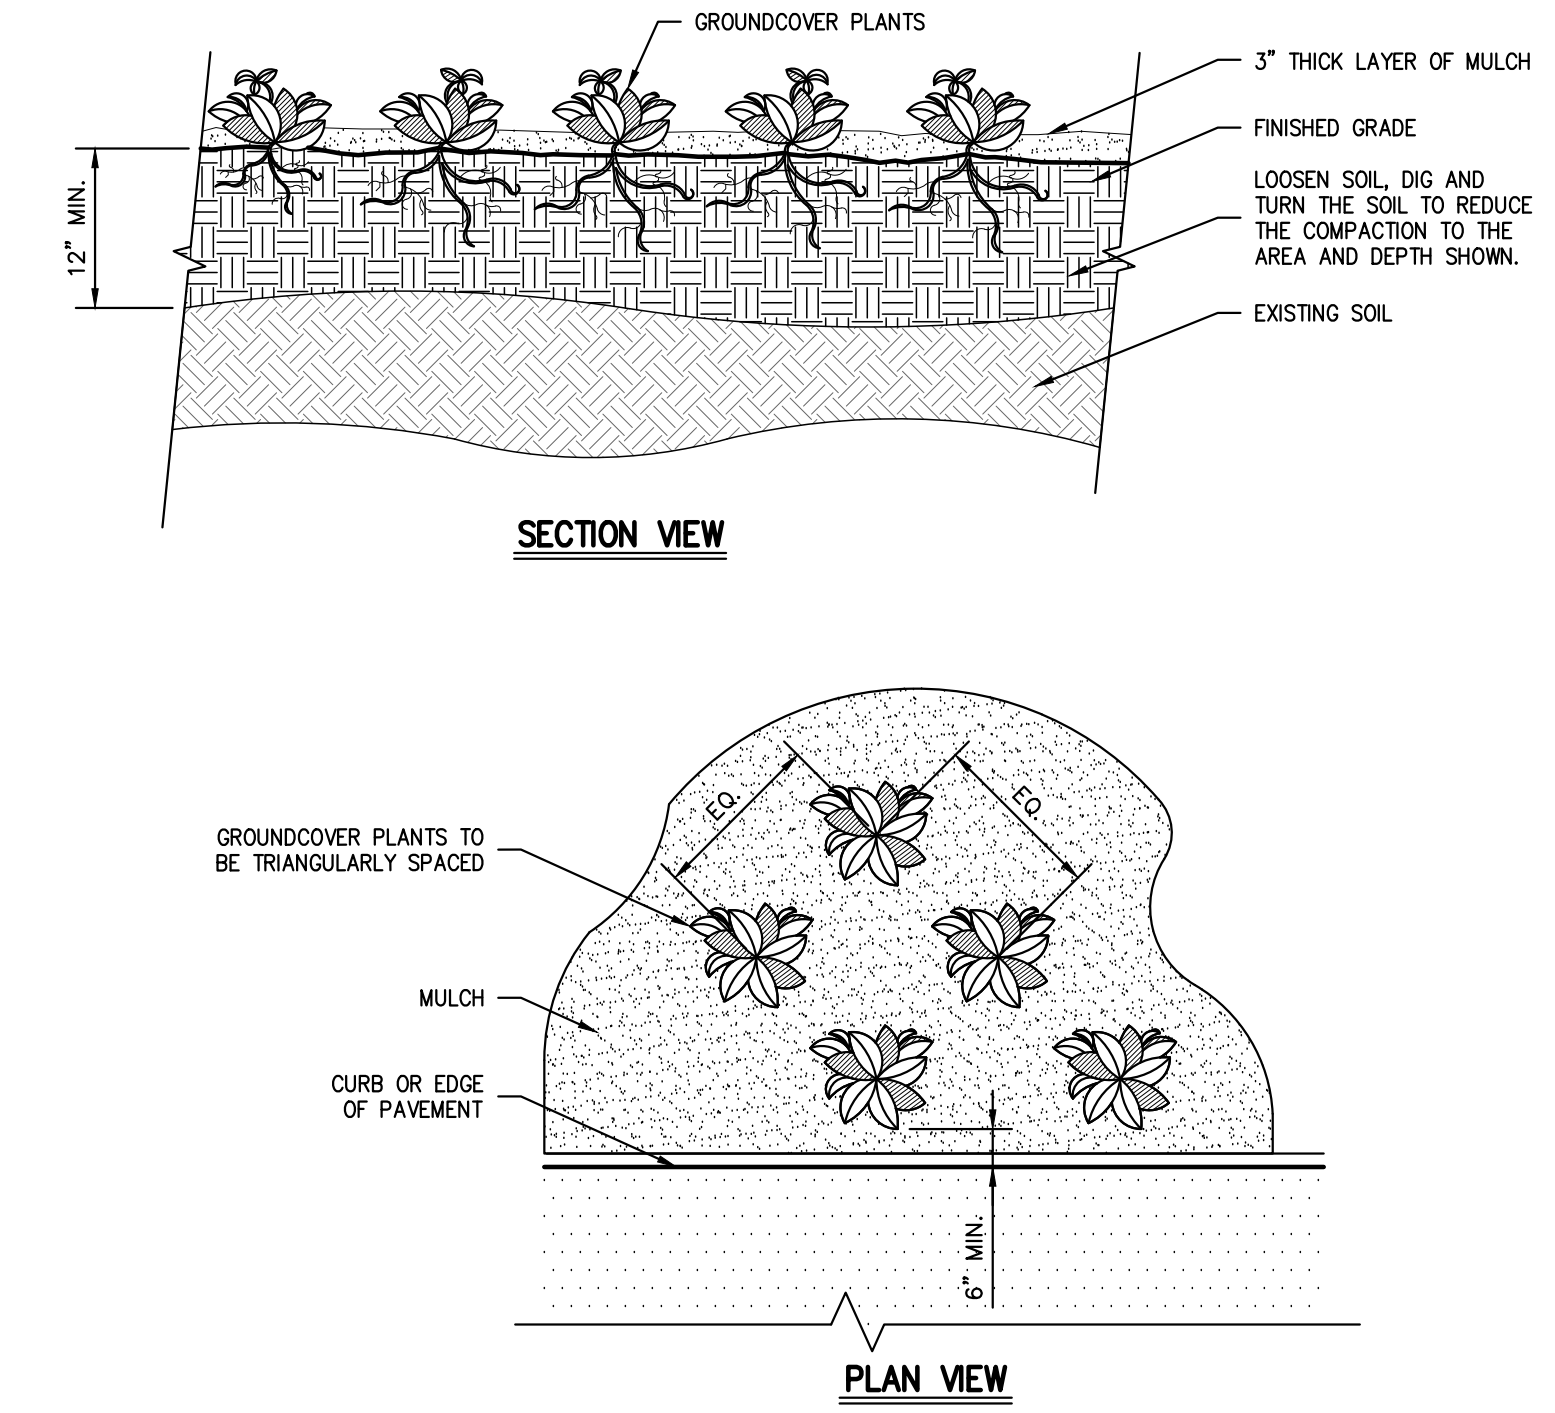 GROUNDCOVER PLANTS
3" THICK LAYER OF MULCH
FINISHED GRADE
LOOSEN SOIL, DIG AND
TURN THE SOIL TO REDUCE
THE COMPACTION TO THE
AREA AND DEPTH SHOWN.
EXISTING SOIL
12" MIN.
SECTION VIEW
EQ.
EQ.
GROUNDCOVER PLANTS TO
BE TRIANGULARLY SPACED
MULCH
CURB OR EDGE
OF PAVEMENT
6" MIN.
PLAN VIEW